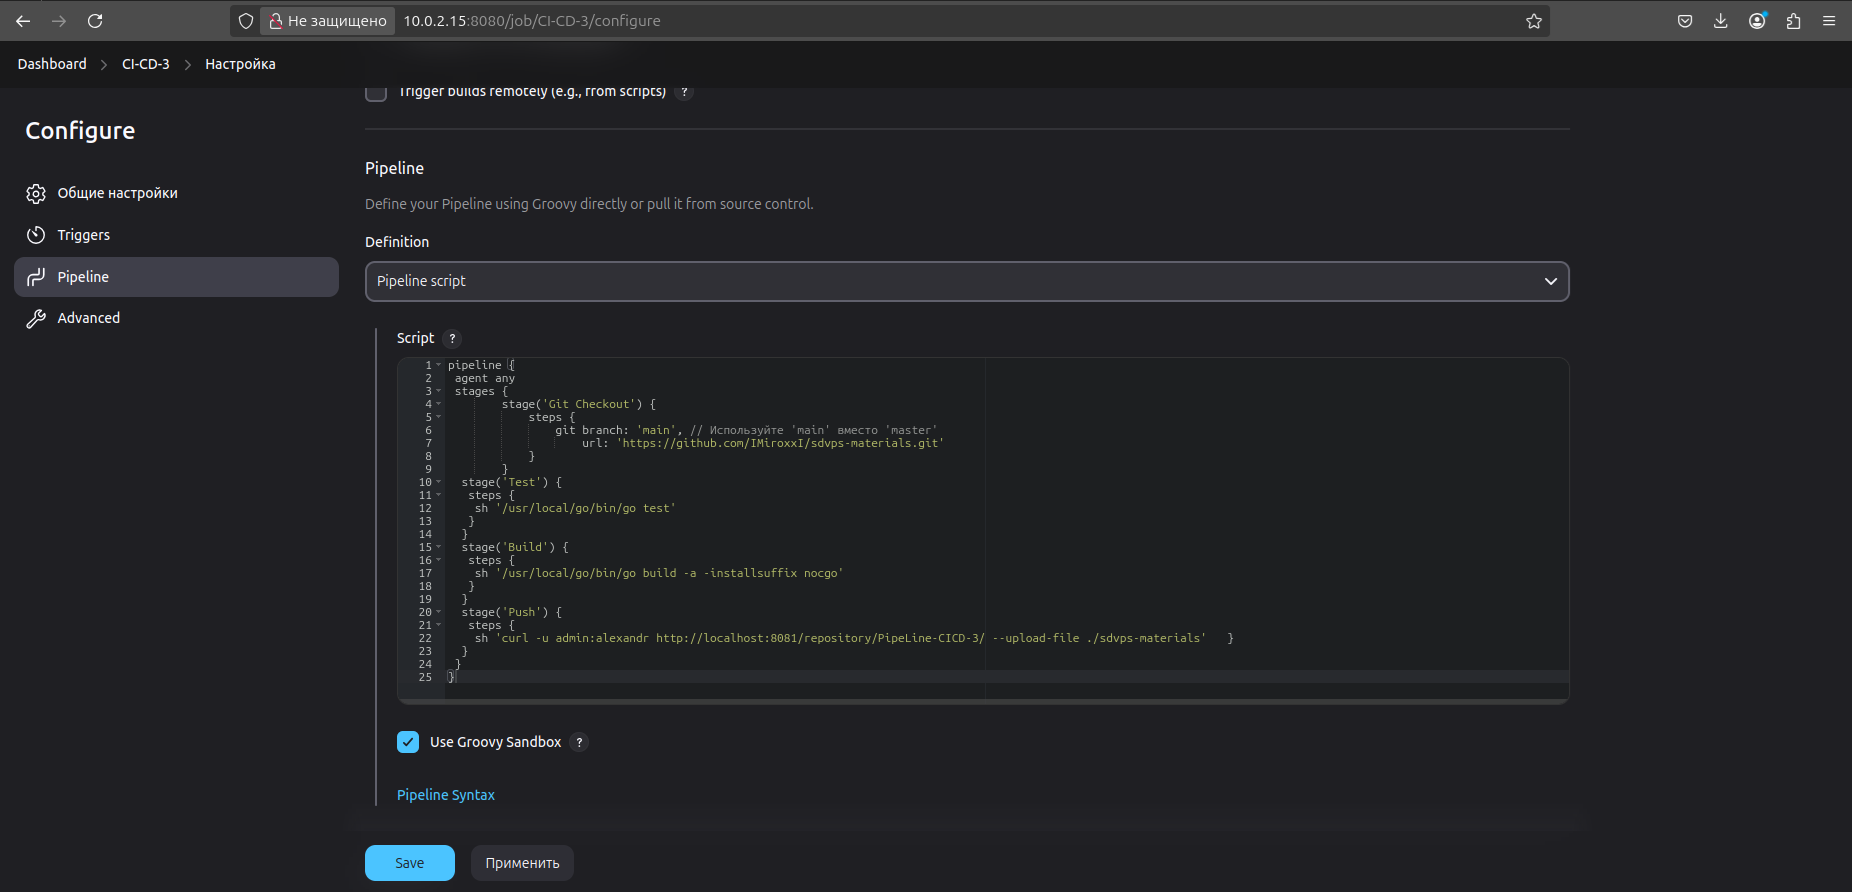 Не защищено 10.0.2.15:8080/job/CI-CD-3/configure
Dashboard CI-CD-3 Настройка
Trigger builds remotely (e.g., from scripts) ?
Configure
Общие настройки
Triggers
Pipeline
Advanced
Pipeline
Define your Pipeline using Groovy directly or pull it from source control.
Definition
Pipeline script
Script ?
1 pipeline {
2 agent any
3 stages {
4 stage('Git Checkout') {
5 steps {
6 git branch: 'main', // Используйте 'main' вместо 'master'
7 url: 'https://github.com/IMiroxxI/sdvps-materials.git'
8 }
9 }
10 stage('Test') {
11 steps {
12 sh '/usr/local/go/bin/go test'
13 }
14 }
15 stage('Build') {
16 steps {
17 sh '/usr/local/go/bin/go build -a -installsuffix nocgo'
18 }
19 }
20 stage('Push') {
21 steps {
22 sh 'curl -u admin:alexandr http://localhost:8081/repository/PipeLine-CICD-3/ --upload-file ./sdvps-materials' }
23 }
24 }
25 }
Use Groovy Sandbox ?
Pipeline Syntax
Save Применить